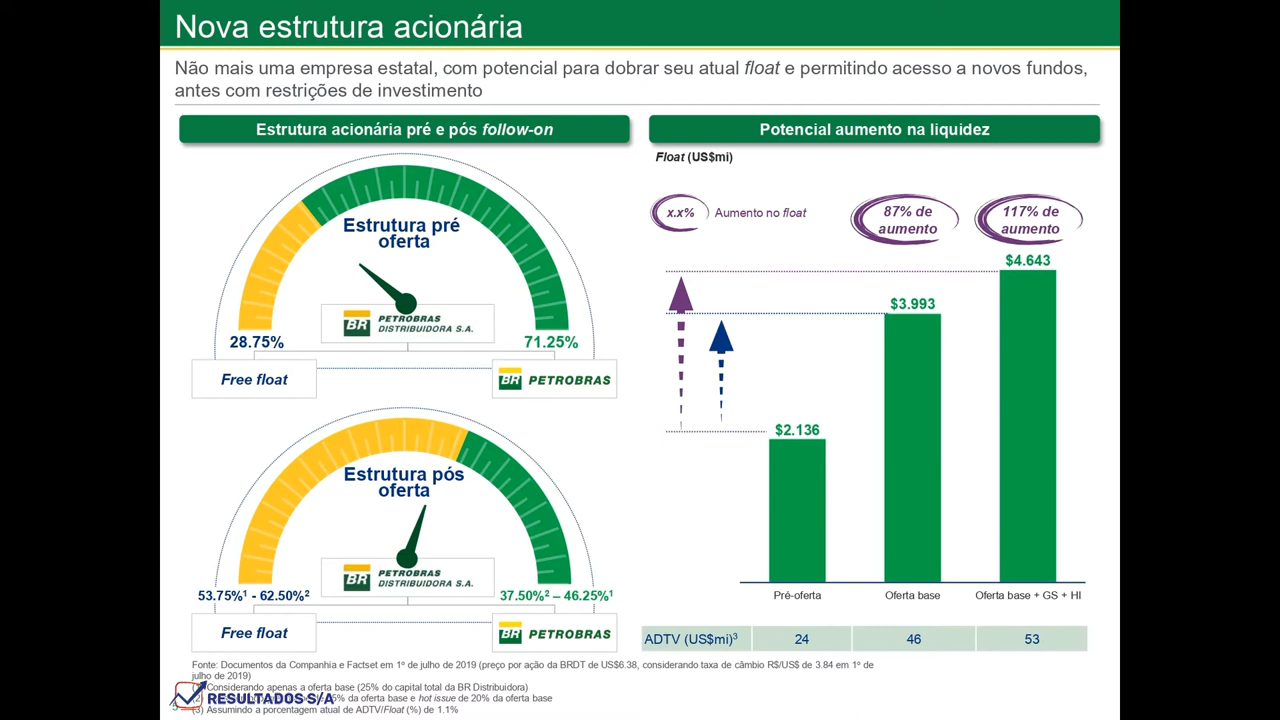 Nova estrutura acionária
Não mais uma empresa estatal, com potencial para dobrar seu atual float e permitindo acesso a novos fundos,
antes com restrições de investimento
Estrutura acionária pré e pós follow-on
Estrutura pré
oferta
BR
PETROBRAS
DISTRIBUIDORA S.A.
28.75%
71.25%
Free float
BR PETROBRAS
Estrutura pós
oferta
BR
PETROBRAS
DISTRIBUIDORA S.A.
53.75%¹ - 62.50%²
37.50%² – 46.25%¹
Free float
BR PETROBRAS
Potencial aumento na liquidez
Float (US$mi)
x.x% Aumento no float
87% de
aumento
117% de
aumento
$4.643
$3.993
$2.136
Pré-oferta Oferta base Oferta base + GS + HI
ADTV (US$mi)³ 24 46 53
Fonte: Documentos da Companhia e Factset em 1º de julho de 2019 (preço por ação da BRDT de US$6.38, considerando taxa de câmbio R$/US$ de 3.84 em 1º de
julho de 2019)
Considerando apenas a oferta base (25% do capital total da BR Distribuidora)
5% da oferta base e hot issue de 20% da oferta base
(3) Assumindo a porcentagem atual de ADTV/Float (%) de 1.1%
RESULTADOS S/A